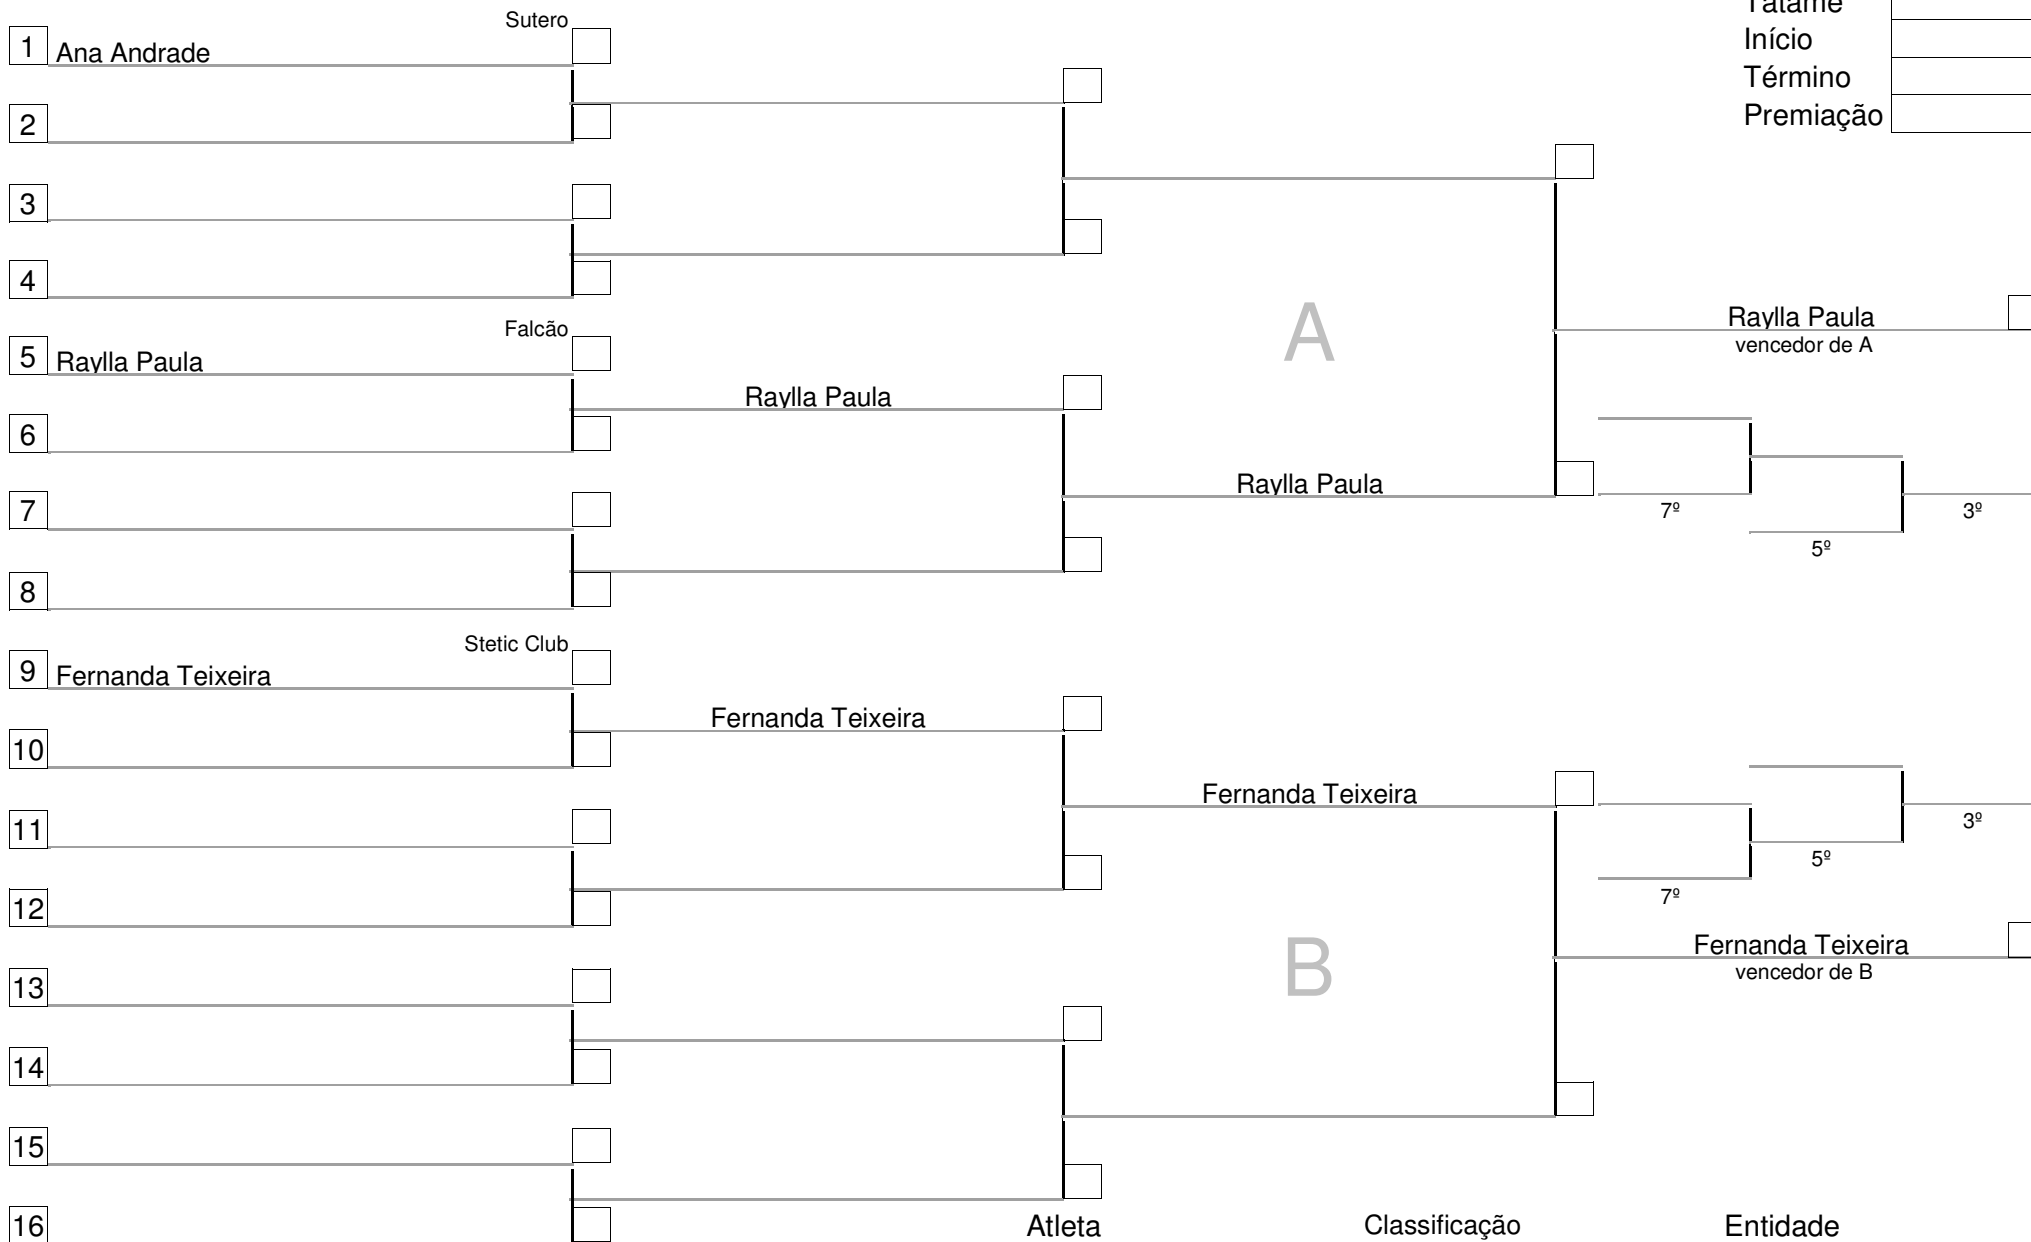 Tatame
Início
Término
Premiação
Sutero
1 Ana Andrade
2
3
4
Falcão
5 Raylla Paula
6
7
8
Raylla Paula
Raylla Paula
A
Raylla Paula
vencedor de A
7º
5º
3º
Stetic Club
9 Fernanda Teixeira
10
11
12
13
14
15
16
Fernanda Teixeira
Fernanda Teixeira
B
3º
5º
7º
Fernanda Teixeira
vencedor de B
Atleta Classificação Entidade